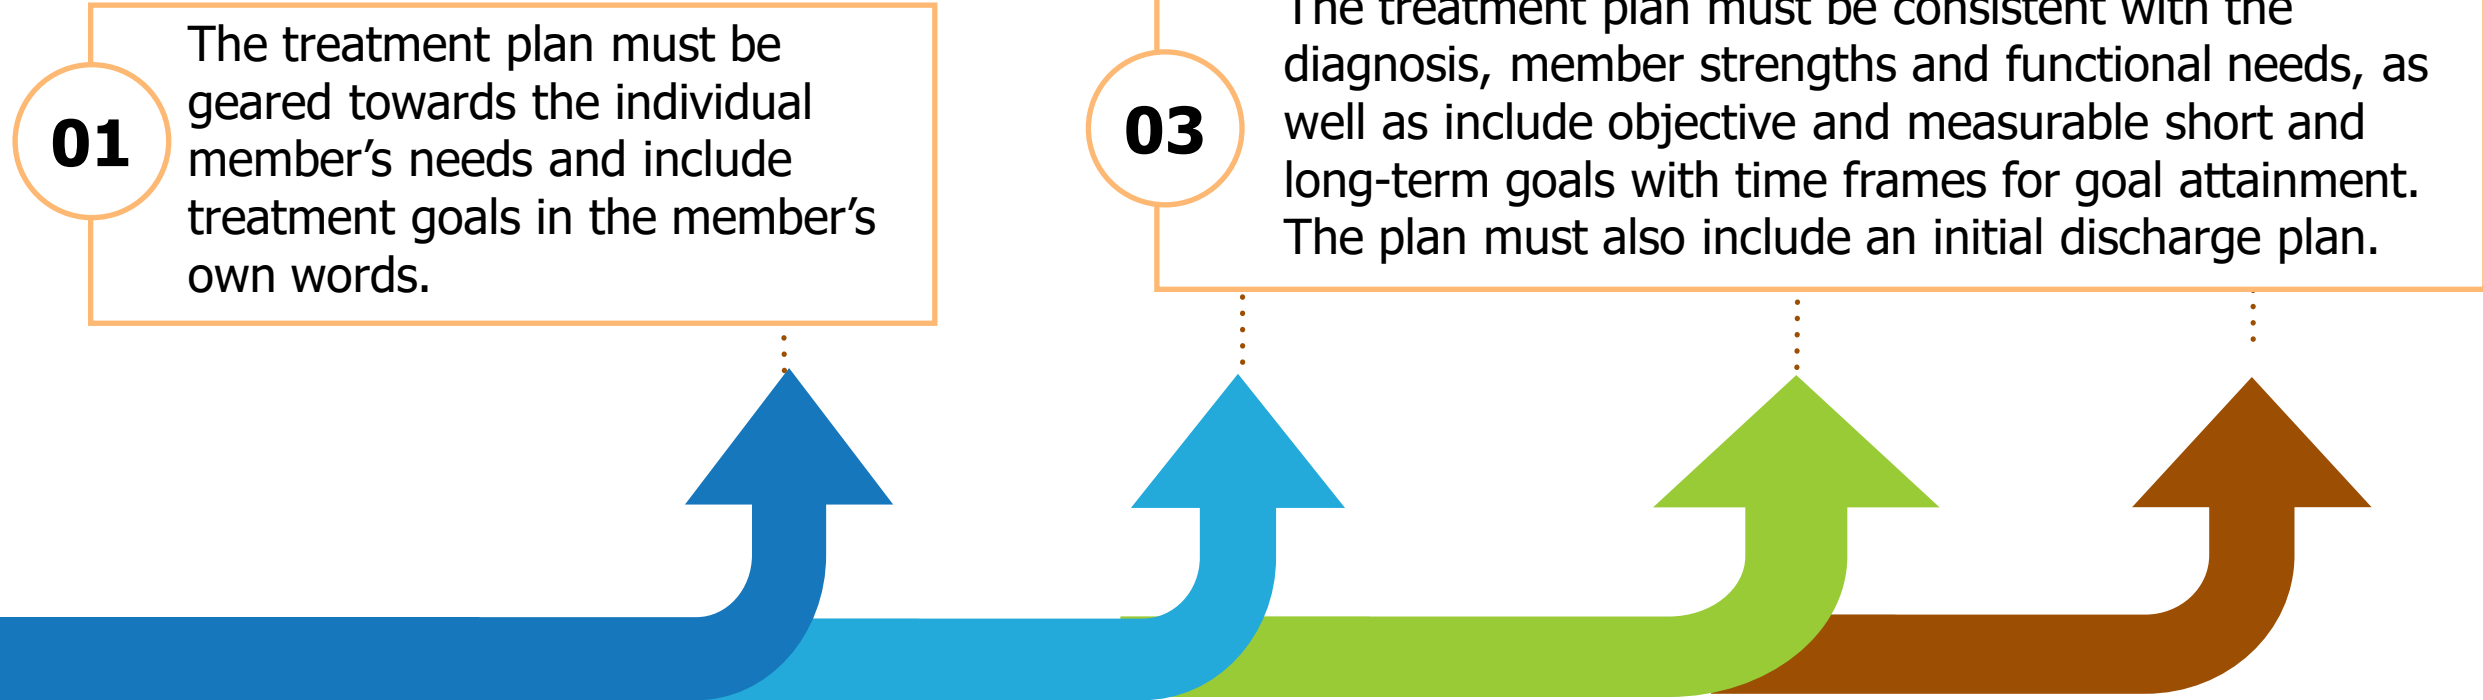 01
The treatment plan must be
geared towards the individual
member’s needs and include
treatment goals in the member’s
own words.
03
The treatment plan must be consistent with the
diagnosis, member strengths and functional needs, as
well as include objective and measurable short and
long-term goals with time frames for goal attainment.
The plan must also include an initial discharge plan.